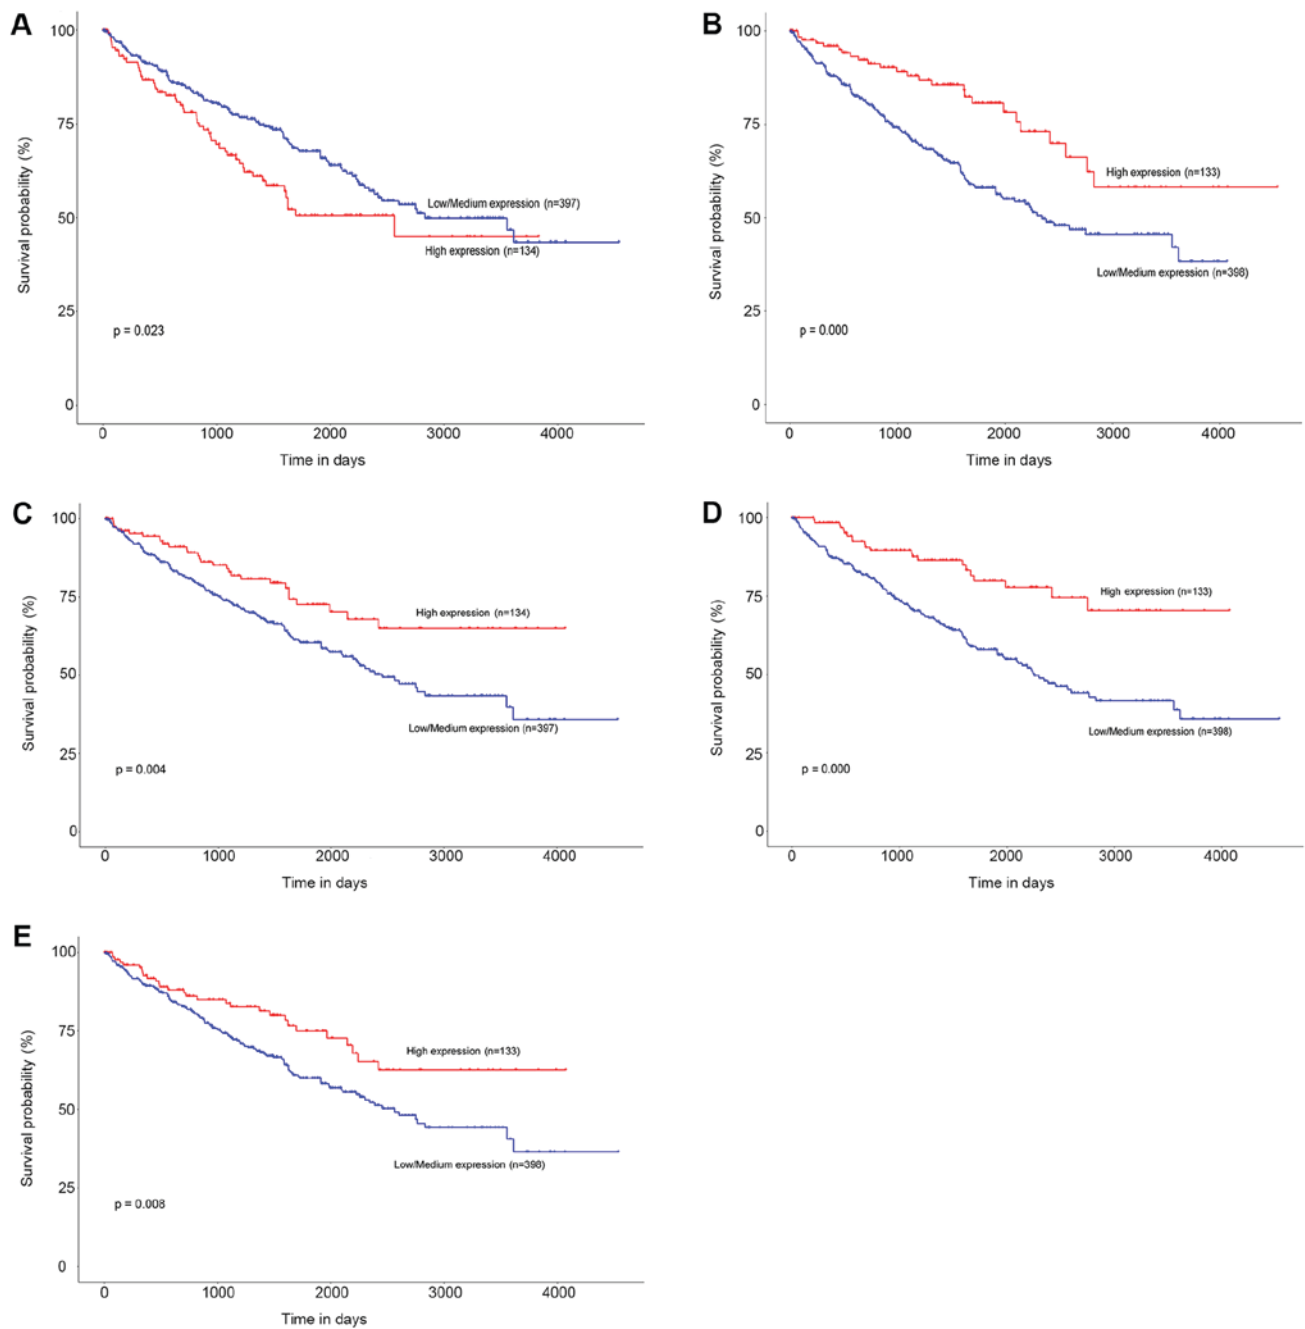 A
Survival probability (%)
100
75
50
25
0
Low/Medium expression (n=397)
High expression (n=134)
p = 0.023
0 1000 2000 3000 4000
Time in days
B
Survival probability (%)
100
75
50
25
0
High expression (n=133)
Low/Medium expression (n=398)
p = 0.000
0 1000 2000 3000 4000
Time in days
C
Survival probability (%)
100
75
50
25
0
High expression (n=134)
Low/Medium expression (n=397)
p = 0.004
0 1000 2000 3000 4000
Time in days
D
Survival probability (%)
100
75
50
25
0
High expression (n=133)
Low/Medium expression (n=398)
p = 0.000
0 1000 2000 3000 4000
Time in days
E
Survival probability (%)
100
75
50
25
0
High expression (n=133)
Low/Medium expression (n=398)
p = 0.008
0 1000 2000 3000 4000
Time in days